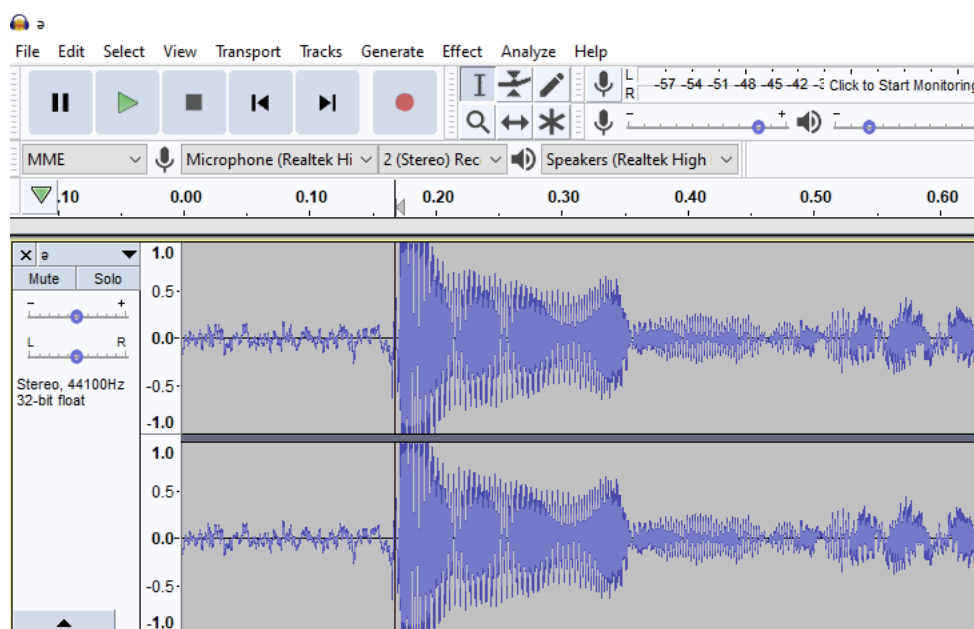 ə
File Edit Select View Transport Tracks Generate Effect Analyze Help
L
R
-57 -54 -51 -48 -45 -42 -3 Click to Start Monitoring
- + -
MME Microphone (Realtek Hi 2 (Stereo) Rec Speakers (Realtek High
.10 0.00 0.10 0.20 0.30 0.40 0.50 0.60
X ə
Mute Solo
- +
L R
Stereo, 44100Hz
32-bit float
1.0
0.5-
0.0-
-0.5-
-1.0
1.0
0.5-
0.0-
-0.5-
-1.0